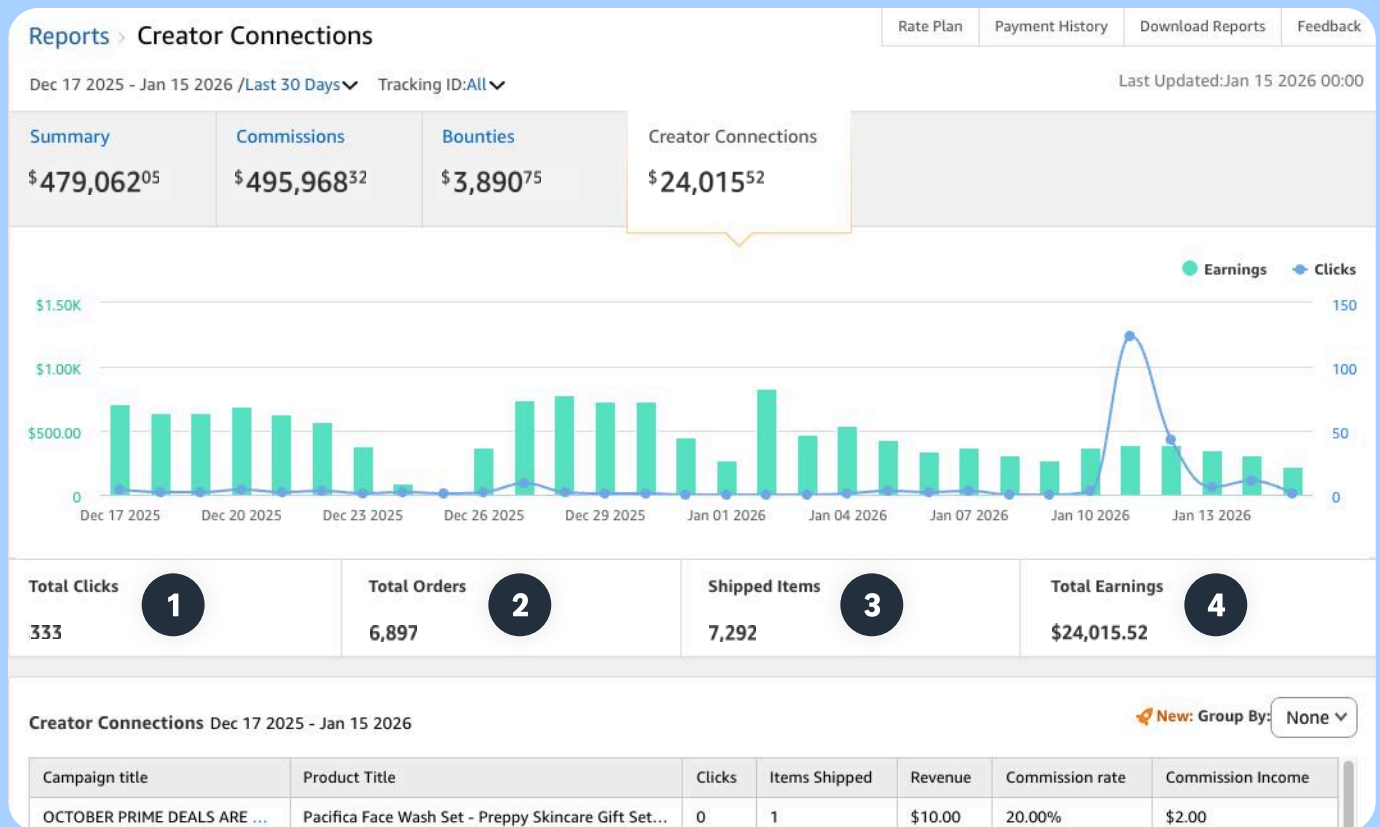 Reports > Creator Connections
Rate Plan Payment History Download Reports Feedback
Dec 17 2025 - Jan 15 2026 /Last 30 Days Tracking ID:All
Last Updated:Jan 15 2026 00:00
Summary Commissions Bounties Creator Connections
$479,06205 $495,96832 $3,89075 $24,01552
Earnings Clicks
$1.50K 150
$1.00K 100
$500.00 50
0 0
Dec 17 2025 Dec 20 2025 Dec 23 2025 Dec 26 2025 Dec 29 2025 Jan 01 2026 Jan 04 2026 Jan 07 2026 Jan 10 2026 Jan 13 2026
Total Clicks 1 Total Orders 2 Shipped Items 3 Total Earnings 4
333 6,897 7,292 $24,015.52
Creator Connections Dec 17 2025 - Jan 15 2026
New: Group By: None
Campaign title Product Title Clicks Items Shipped Revenue Commission rate Commission Income
OCTOBER PRIME DEALS ARE ... Pacifica Face Wash Set - Preppy Skincare Gift Set... 0 1 $10.00 20.00% $2.00